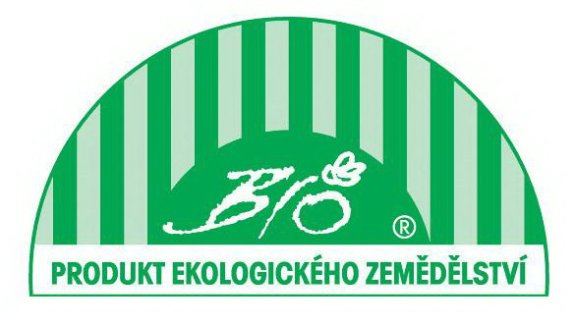 Bio
®
PRODUKT EKOLOGICKÉHO ZEMĚDĚLSTVÍ